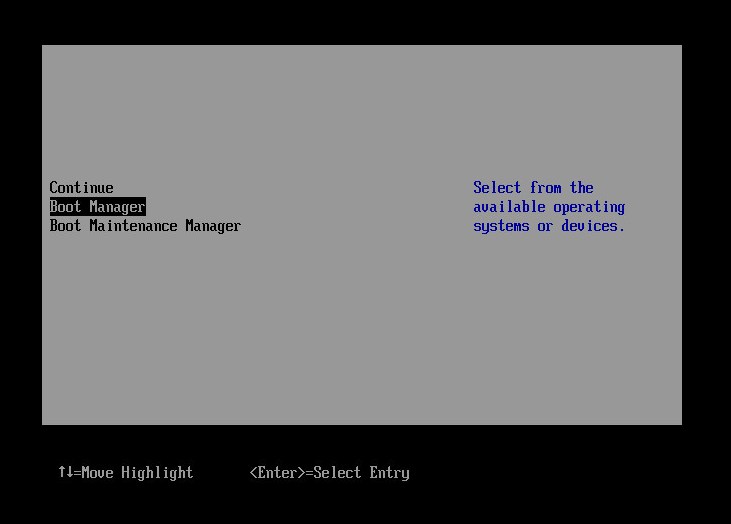 Continue
Boot Manager
Boot Maintenance Manager
Select from the
available operating
systems or devices.
↑↓=Move Highlight
<Enter>=Select Entry